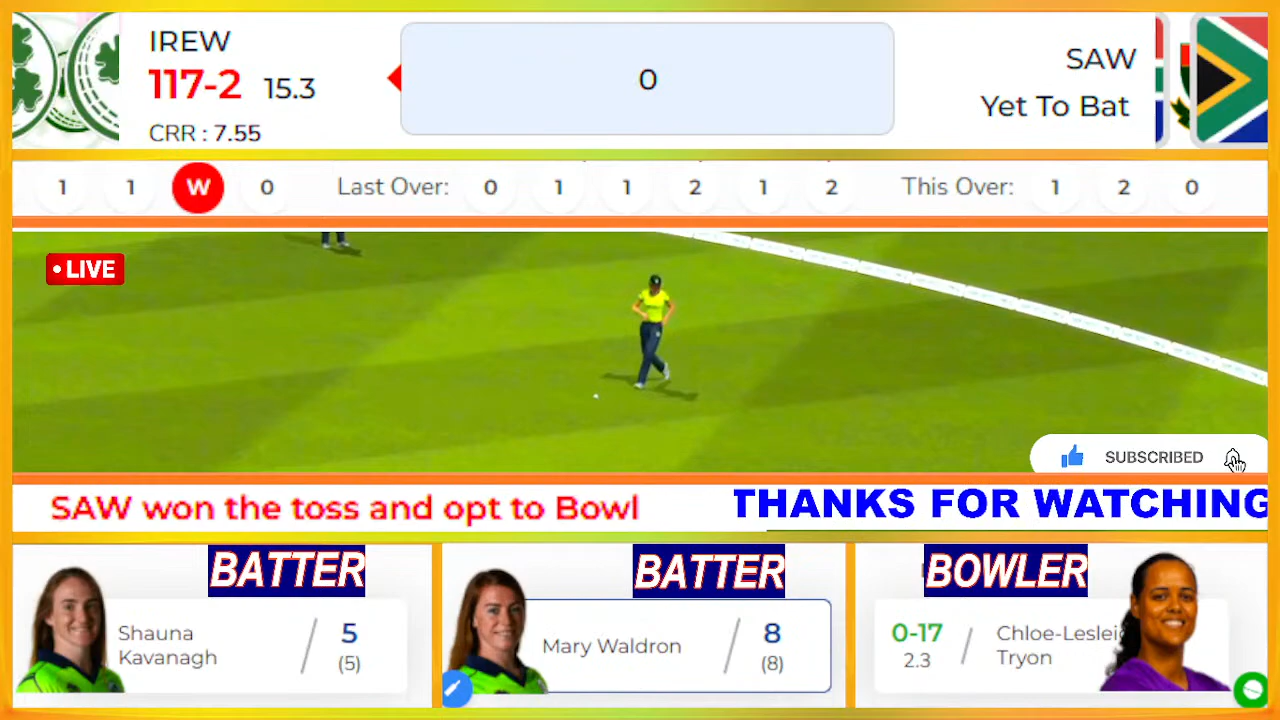 IREW
117-2 15.3
CRR : 7.55
0
SAW
Yet To Bat
1 1 W 0 Last Over: 0 1 1 2 1 2 This Over: 1 2 0
• LIVE
SUBSCRIBED
SAW won the toss and opt to Bowl
THANKS FOR WATCHING
BATTER
Shauna
Kavanagh
5
(5)
BATTER
Mary Waldron
8
(8)
BOWLER
0-17
2.3
Chloe-Leslei
Tryon